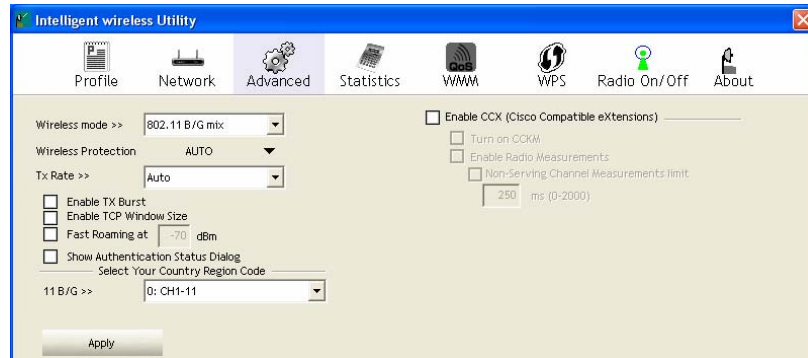 Intelligent wireless Utility
Profile Network Advanced Statistics QoS WMM WPS Radio On/Off About
Wireless mode >> 802.11 B/G mix
Wireless Protection AUTO
Tx Rate >> Auto
Enable TX Burst
Enable TCP Window Size
Fast Roaming at -70 dBm
Show Authentication Status Dialog
Select Your Country Region Code
11 B/G >> 0: CH1-11
Apply
Enable CCX (Cisco Compatible eXtensions)
Turn on CCKM
Enable Radio Measurements
Non-Serving Channel Measurements limit
250 ms (0-2000)